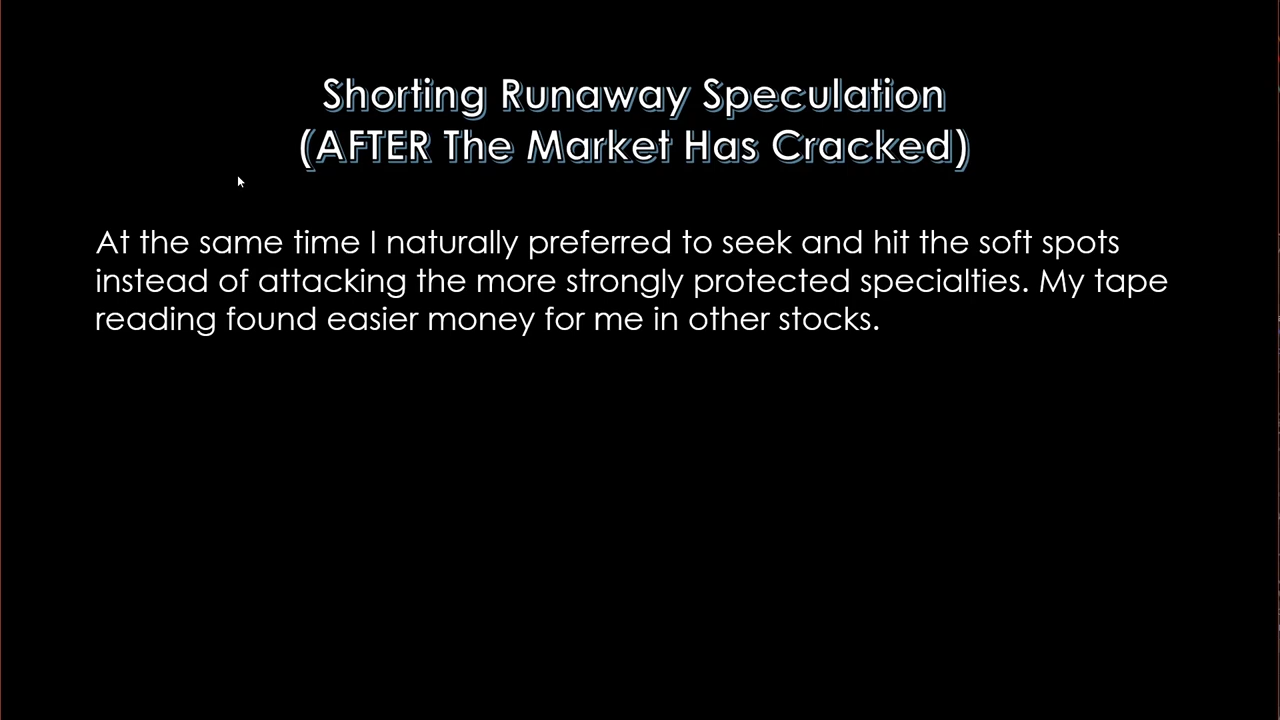 Shorting Runaway Speculation
(AFTER The Market Has Cracked)
At the same time I naturally preferred to seek and hit the soft spots
instead of attacking the more strongly protected specialties. My tape
reading found easier money for me in other stocks.